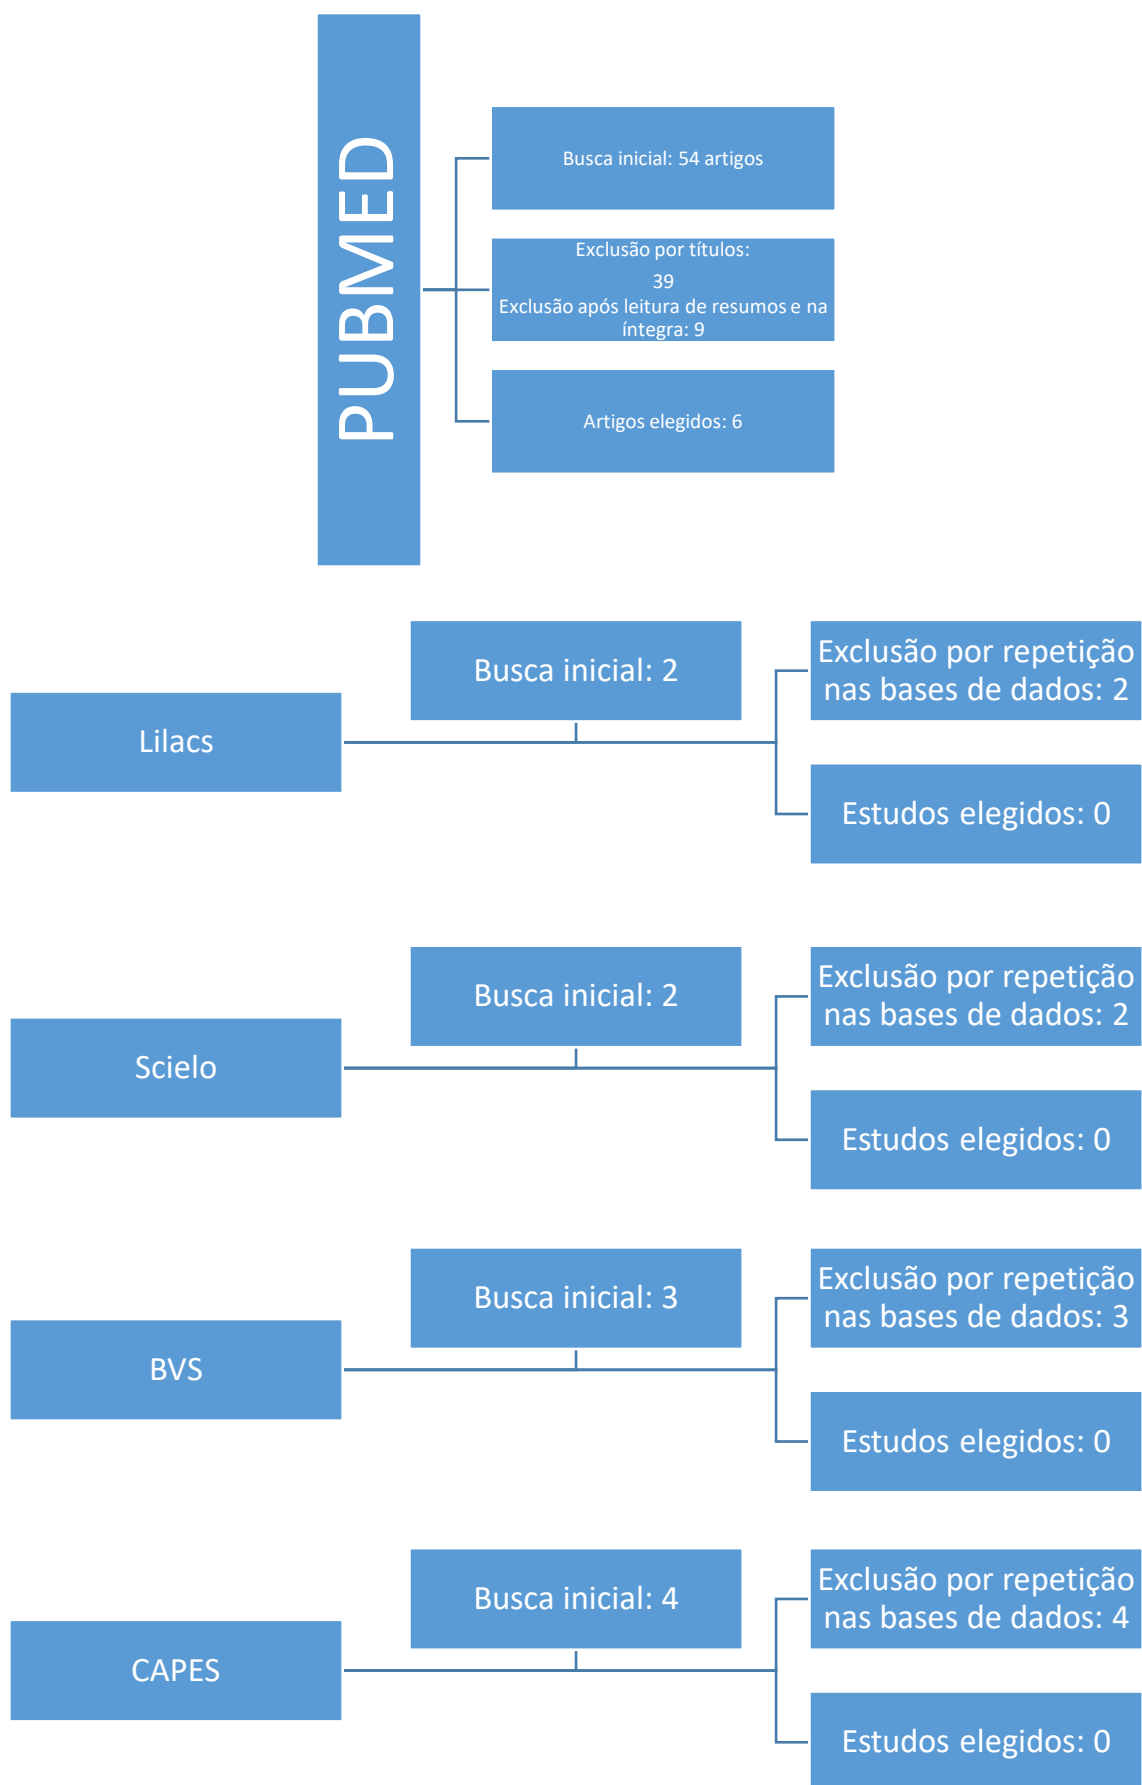 PUBMED
Busca inicial: 54 artigos
Exclusão por títulos:
39
Exclusão após leitura de resumos e na
íntegra: 9
Artigos elegidos: 6
Lilacs
Busca inicial: 2
Exclusão por repetição
nas bases de dados: 2
Estudos elegidos: 0
Scielo
Busca inicial: 2
Exclusão por repetição
nas bases de dados: 2
Estudos elegidos: 0
BVS
Busca inicial: 3
Exclusão por repetição
nas bases de dados: 3
Estudos elegidos: 0
CAPES
Busca inicial: 4
Exclusão por repetição
nas bases de dados: 4
Estudos elegidos: 0